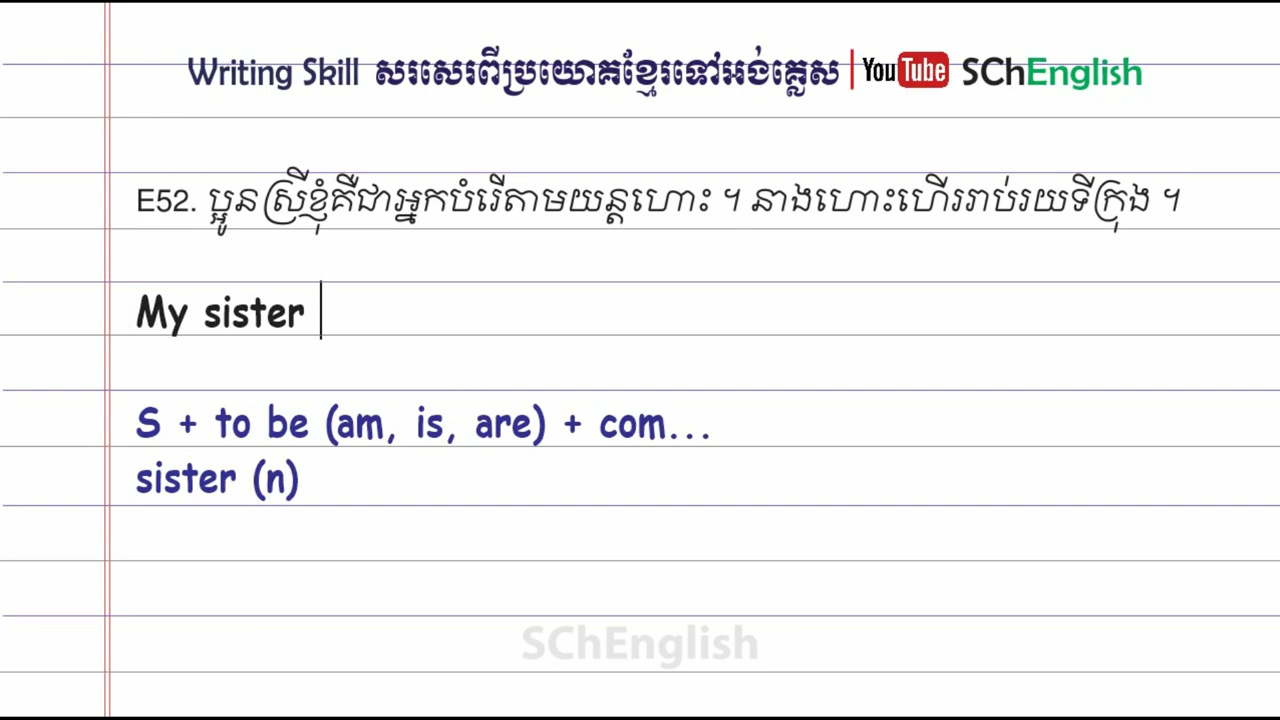 Writing Skill សរសេរពីប្រយោគខ្មែរទៅអង់គ្លេស | YouTube SChEnglish
E52. ប្អូនស្រីខ្ញុំគឺជាអ្នកបំរើតាមយន្តហោះ ។ នាងហោះហើររាប់រយទីក្រុង ។
My sister
S + to be (am, is, are) + com...
sister (n)
SChEnglish